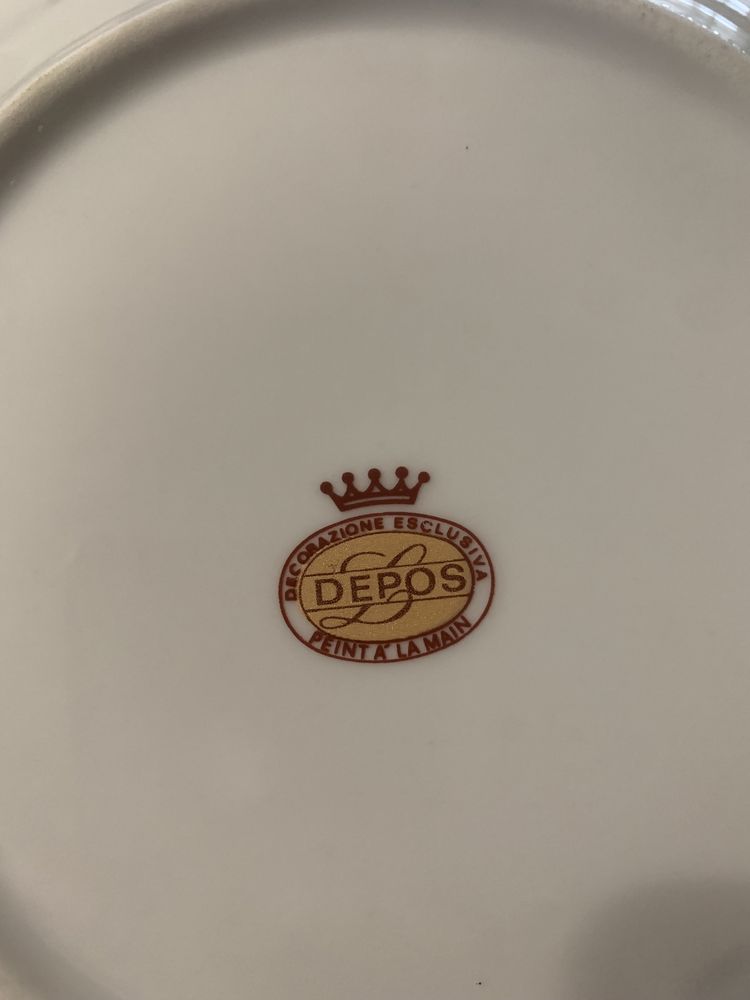 DECORAZIONE ESCLUSIVA
DEPOS
PEINT A' LA MAIN